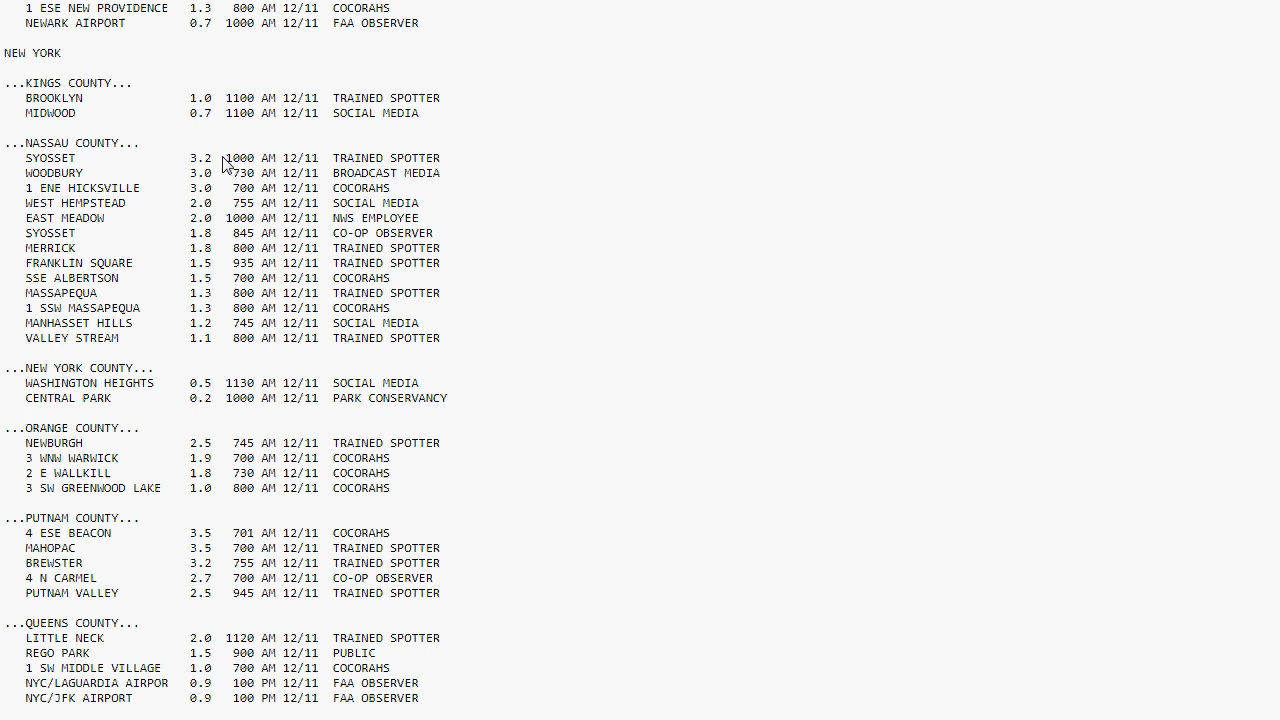 1 ESE NEW PROVIDENCE 1.3 800 AM 12/11 COCORAHS
NEWARK AIRPORT 0.7 1000 AM 12/11 FAA OBSERVER
NEW YORK
...KINGS COUNTY...
BROOKLYN 1.0 1100 AM 12/11 TRAINED SPOTTER
MIDWOOD 0.7 1100 AM 12/11 SOCIAL MEDIA
...NASSAU COUNTY...
SYOSSET 3.2 1000 AM 12/11 TRAINED SPOTTER
WOODBURY 3.0 730 AM 12/11 BROADCAST MEDIA
1 ENE HICKSVILLE 3.0 700 AM 12/11 COCORAHS
WEST HEMPSTEAD 2.0 755 AM 12/11 SOCIAL MEDIA
EAST MEADOW 2.0 1000 AM 12/11 NWS EMPLOYEE
SYOSSET 1.8 845 AM 12/11 CO-OP OBSERVER
MERRICK 1.8 800 AM 12/11 TRAINED SPOTTER
FRANKLIN SQUARE 1.5 935 AM 12/11 TRAINED SPOTTER
SSE ALBERTSON 1.5 700 AM 12/11 COCORAHS
MASSAPEQUA 1.3 800 AM 12/11 TRAINED SPOTTER
1 SSW MASSAPEQUA 1.3 800 AM 12/11 COCORAHS
MANHASSET HILLS 1.2 745 AM 12/11 SOCIAL MEDIA
VALLEY STREAM 1.1 800 AM 12/11 TRAINED SPOTTER
...NEW YORK COUNTY...
WASHINGTON HEIGHTS 0.5 1130 AM 12/11 SOCIAL MEDIA
CENTRAL PARK 0.2 1000 AM 12/11 PARK CONSERVANCY
...ORANGE COUNTY...
NEWBURGH 2.5 745 AM 12/11 TRAINED SPOTTER
3 WNW WARWICK 1.9 700 AM 12/11 COCORAHS
2 E WALLKILL 1.8 730 AM 12/11 COCORAHS
3 SW GREENWOOD LAKE 1.0 800 AM 12/11 COCORAHS
...PUTNAM COUNTY...
4 ESE BEACON 3.5 701 AM 12/11 COCORAHS
MAHOPAC 3.5 700 AM 12/11 TRAINED SPOTTER
BREWSTER 3.2 755 AM 12/11 TRAINED SPOTTER
4 N CARMEL 2.7 700 AM 12/11 CO-OP OBSERVER
PUTNAM VALLEY 2.5 945 AM 12/11 TRAINED SPOTTER
...QUEENS COUNTY...
LITTLE NECK 2.0 1120 AM 12/11 TRAINED SPOTTER
REGO PARK 1.5 900 AM 12/11 PUBLIC
1 SW MIDDLE VILLAGE 1.0 700 AM 12/11 COCORAHS
NYC/LAGUARDIA AIRPOR 0.9 100 PM 12/11 FAA OBSERVER
NYC/JFK AIRPORT 0.9 100 PM 12/11 FAA OBSERVER